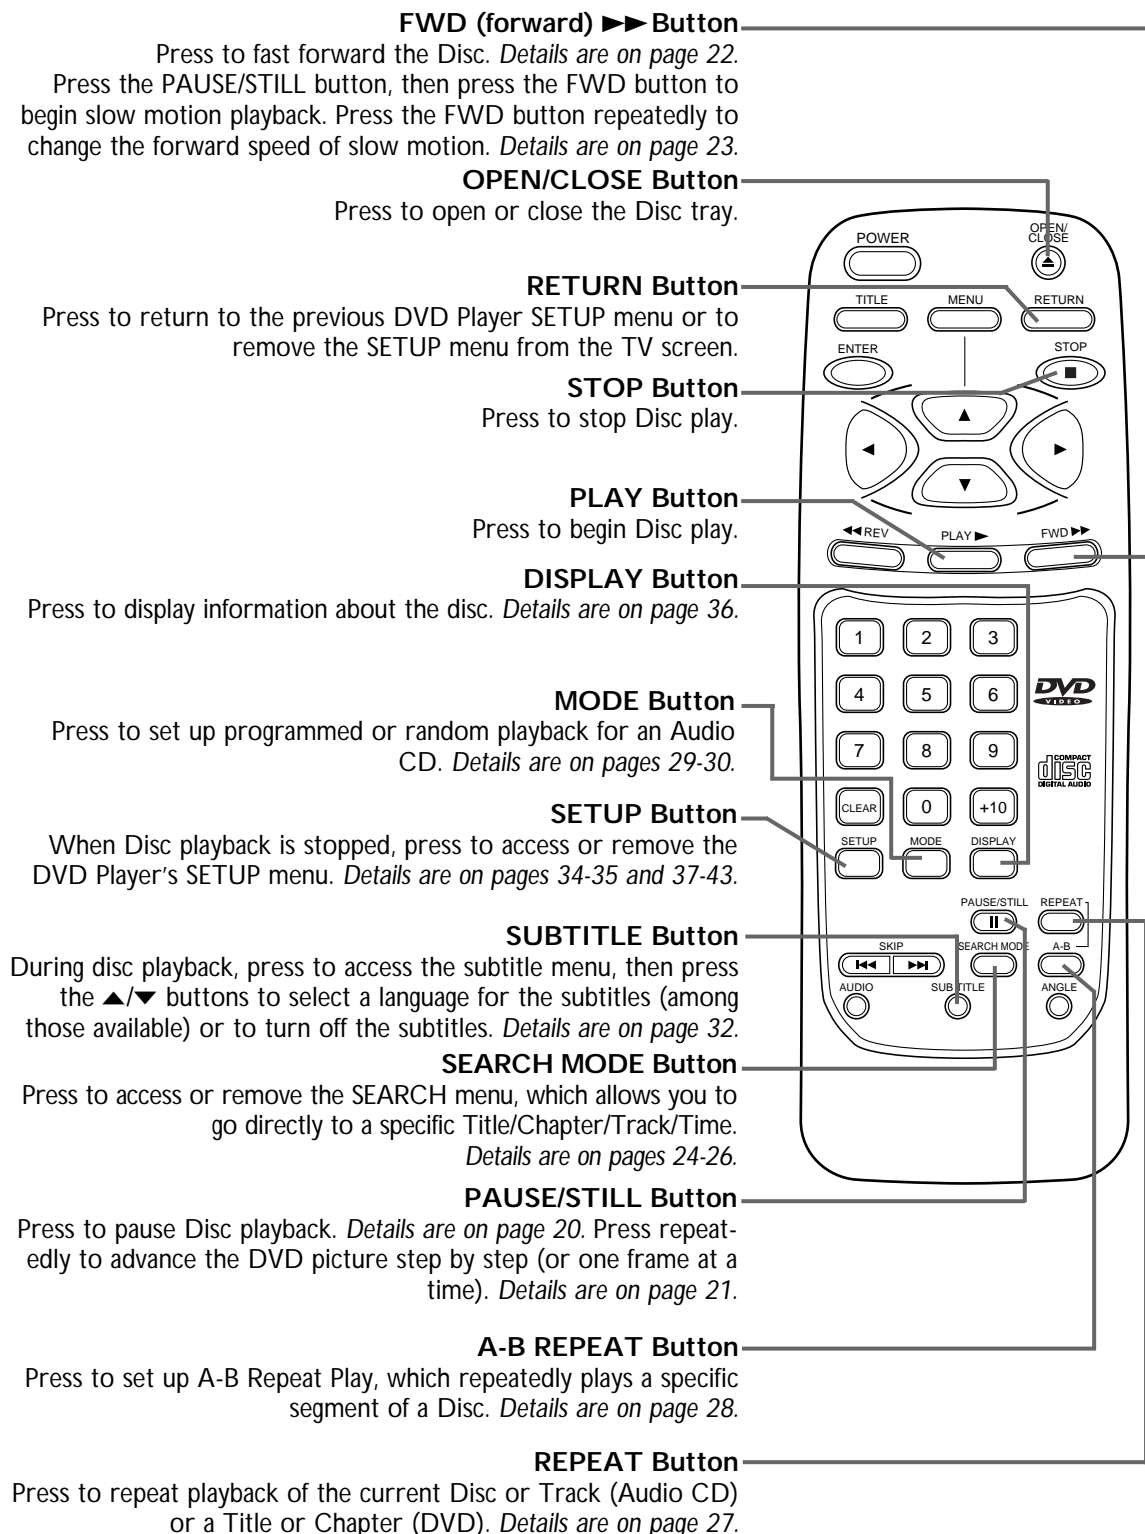 FWD (forward) ►► Button
Press to fast forward the Disc. Details are on page 22.
Press the PAUSE/STILL button, then press the FWD button to
begin slow motion playback. Press the FWD button repeatedly to
change the forward speed of slow motion. Details are on page 23.
OPEN/CLOSE Button
Press to open or close the Disc tray.
RETURN Button
Press to return to the previous DVD Player SETUP menu or to
remove the SETUP menu from the TV screen.
STOP Button
Press to stop Disc play.
PLAY Button
Press to begin Disc play.
DISPLAY Button
Press to display information about the disc. Details are on page 36.
MODE Button
Press to set up programmed or random playback for an Audio
CD. Details are on pages 29-30.
SETUP Button
When Disc playback is stopped, press to access or remove the
DVD Player's SETUP menu. Details are on pages 34-35 and 37-43.
SUBTITLE Button
During disc playback, press to access the subtitle menu, then press
the ▲/▼ buttons to select a language for the subtitles (among
those available) or to turn off the subtitles. Details are on page 32.
SEARCH MODE Button
Press to access or remove the SEARCH menu, which allows you to
go directly to a specific Title/Chapter/Track/Time.
Details are on pages 24-26.
PAUSE/STILL Button
Press to pause Disc playback. Details are on page 20. Press repeat-
edly to advance the DVD picture step by step (or one frame at a
time). Details are on page 21.
A-B REPEAT Button
Press to set up A-B Repeat Play, which repeatedly plays a specific
segment of a Disc. Details are on page 28.
REPEAT Button
Press to repeat playback of the current Disc or Track (Audio CD)
or a Title or Chapter (DVD). Details are on page 27.
POWER
OPEN/
CLOSE
TITLE MENU RETURN
ENTER STOP
◄◄ REV PLAY ► FWD ►►
1 2 3
4 5 6
DVD
VIDEO
7 8 9
COMPACT
disc
DIGITAL AUDIO
CLEAR 0 +10
SETUP MODE DISPLAY
PAUSE/STILL REPEAT
SKIP SEARCH MODE A-B
AUDIO SUBTITLE ANGLE